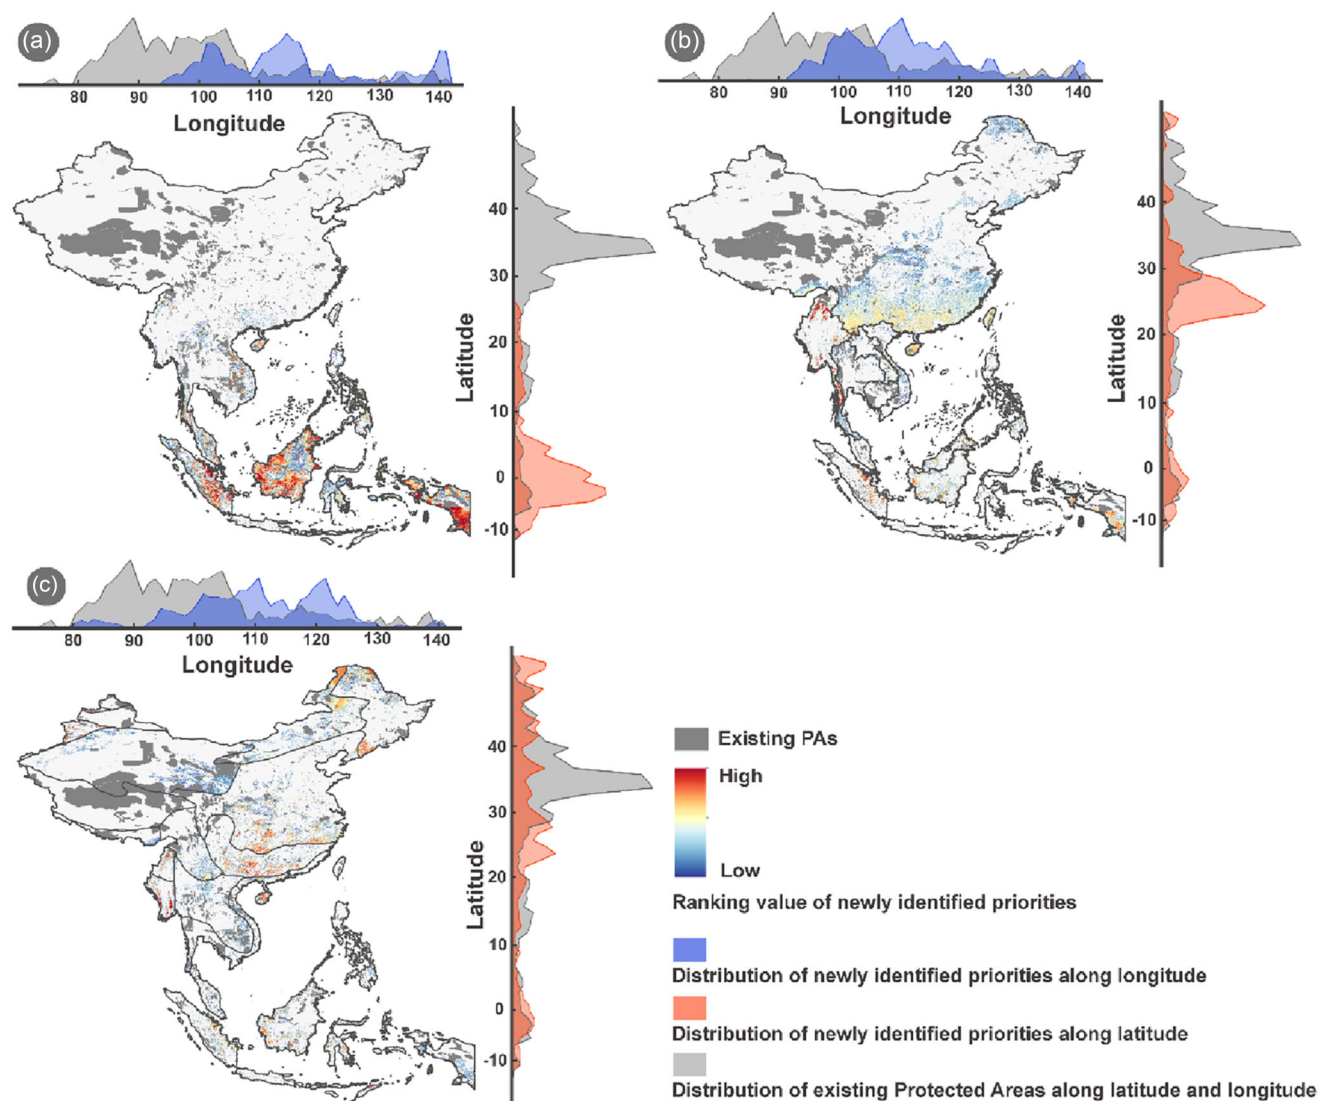 (a)
80 90 100 110 120 130 140
Longitude
40
30
20
10
0
-10
Latitude
(b)
80 90 100 110 120 130 140
Longitude
40
30
20
10
0
-10
Latitude
(c)
80 90 100 110 120 130 140
Longitude
40
30
20
10
0
-10
Latitude
Existing PAs
High
Low
Ranking value of newly identified priorities
Distribution of newly identified priorities along longitude
Distribution of newly identified priorities along latitude
Distribution of existing Protected Areas along latitude and longitude